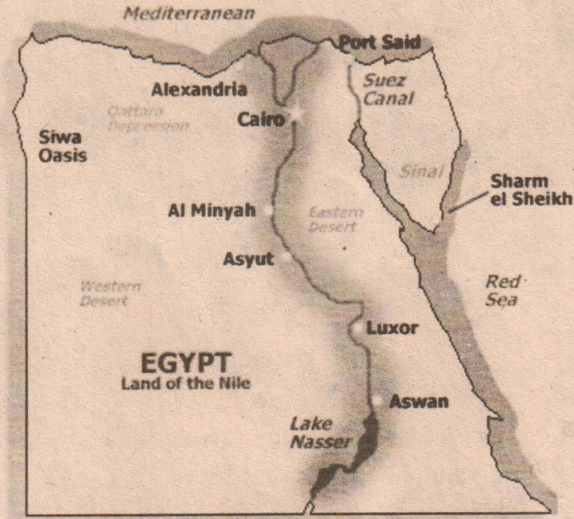 Mediterranean
Port Said
Alexandria
Suez
Canal
Qattara
Depression
Cairo
Siwa
Oasis
Sinai
Sharm
el Sheikh
Al Minyah
Eastern
Desert
Asyut
Red
Sea
Western
Desert
Luxor
EGYPT
Land of the Nile
Aswan
Lake
Nasser